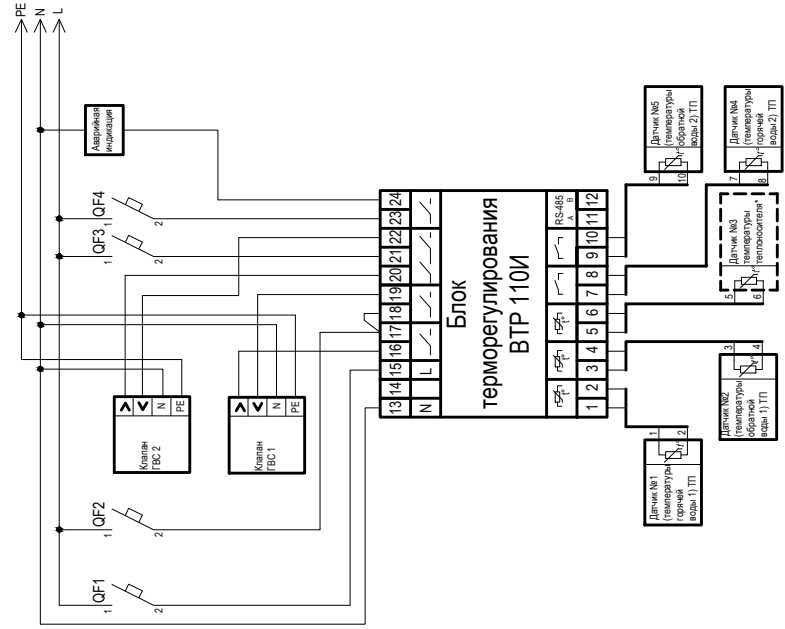 PE
N
L
Аварийная
индикация
QF4
1
2
QF3
1
2
Клапан
ГВС 2
N
PE
Клапан
ГВС 1
N
PE
QF2
1
2
QF1
1
2
13 14 15 16 17 18 19 20 21 22 23 24
N L
Блок
терморегулирования
ВТР 110И
t° t° t° RS-485
A B
1 2 3 4 5 6 7 8 9 10 11 12
Датчик №5
(температуры
обратной
воды 2) ТП
t°
9
10
Датчик №4
(температуры
горячей
воды 2) ТП
t°
7
8
Датчик №3
температуры
теплоносителя*
t°
5
6
Датчик №2
(температуры
обратной
воды 1) ТП
t°
3
4
Датчик №1
(температуры
горячей
воды 1) ТП
t°
1
2